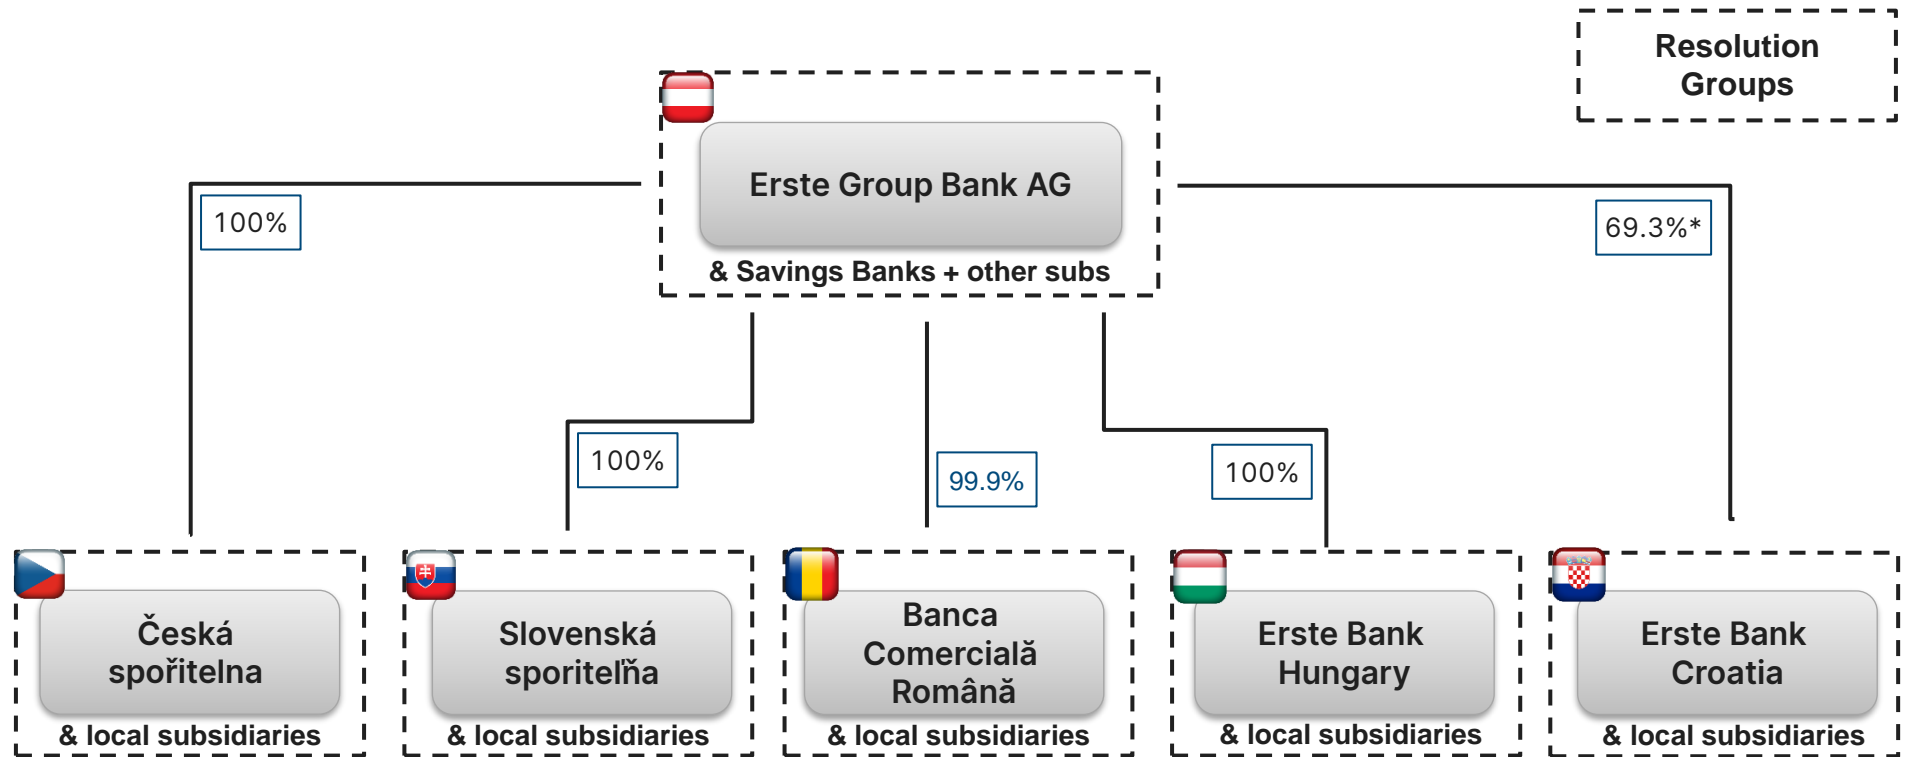 Resolution
Groups
Erste Group Bank AG
& Savings Banks + other subs
100%
69.3%*
100%
99.9%
100%
Česká
spořitelna
& local subsidiaries
Slovenská
sporiteľňa
& local subsidiaries
Banca
Comercială
Română
& local subsidiaries
Erste Bank
Hungary
& local subsidiaries
Erste Bank
Croatia
& local subsidiaries